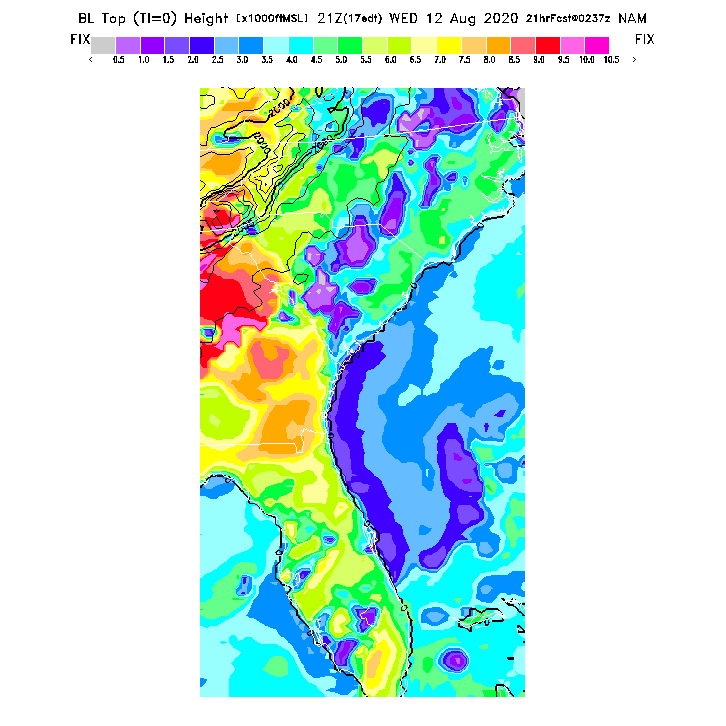 BL Top (TI=0) Height [x1000ftMSL] 21Z(17edt) WED 12 Aug 2020 21hrFcst@0237z NAM
FIX FIX
< 0.5 1.0 1.5 2.0 2.5 3.0 3.5 4.0 4.5 5.0 5.5 6.0 6.5 7.0 7.5 8.0 8.5 9.0 9.5 10.0 10.5 >
2000
2000